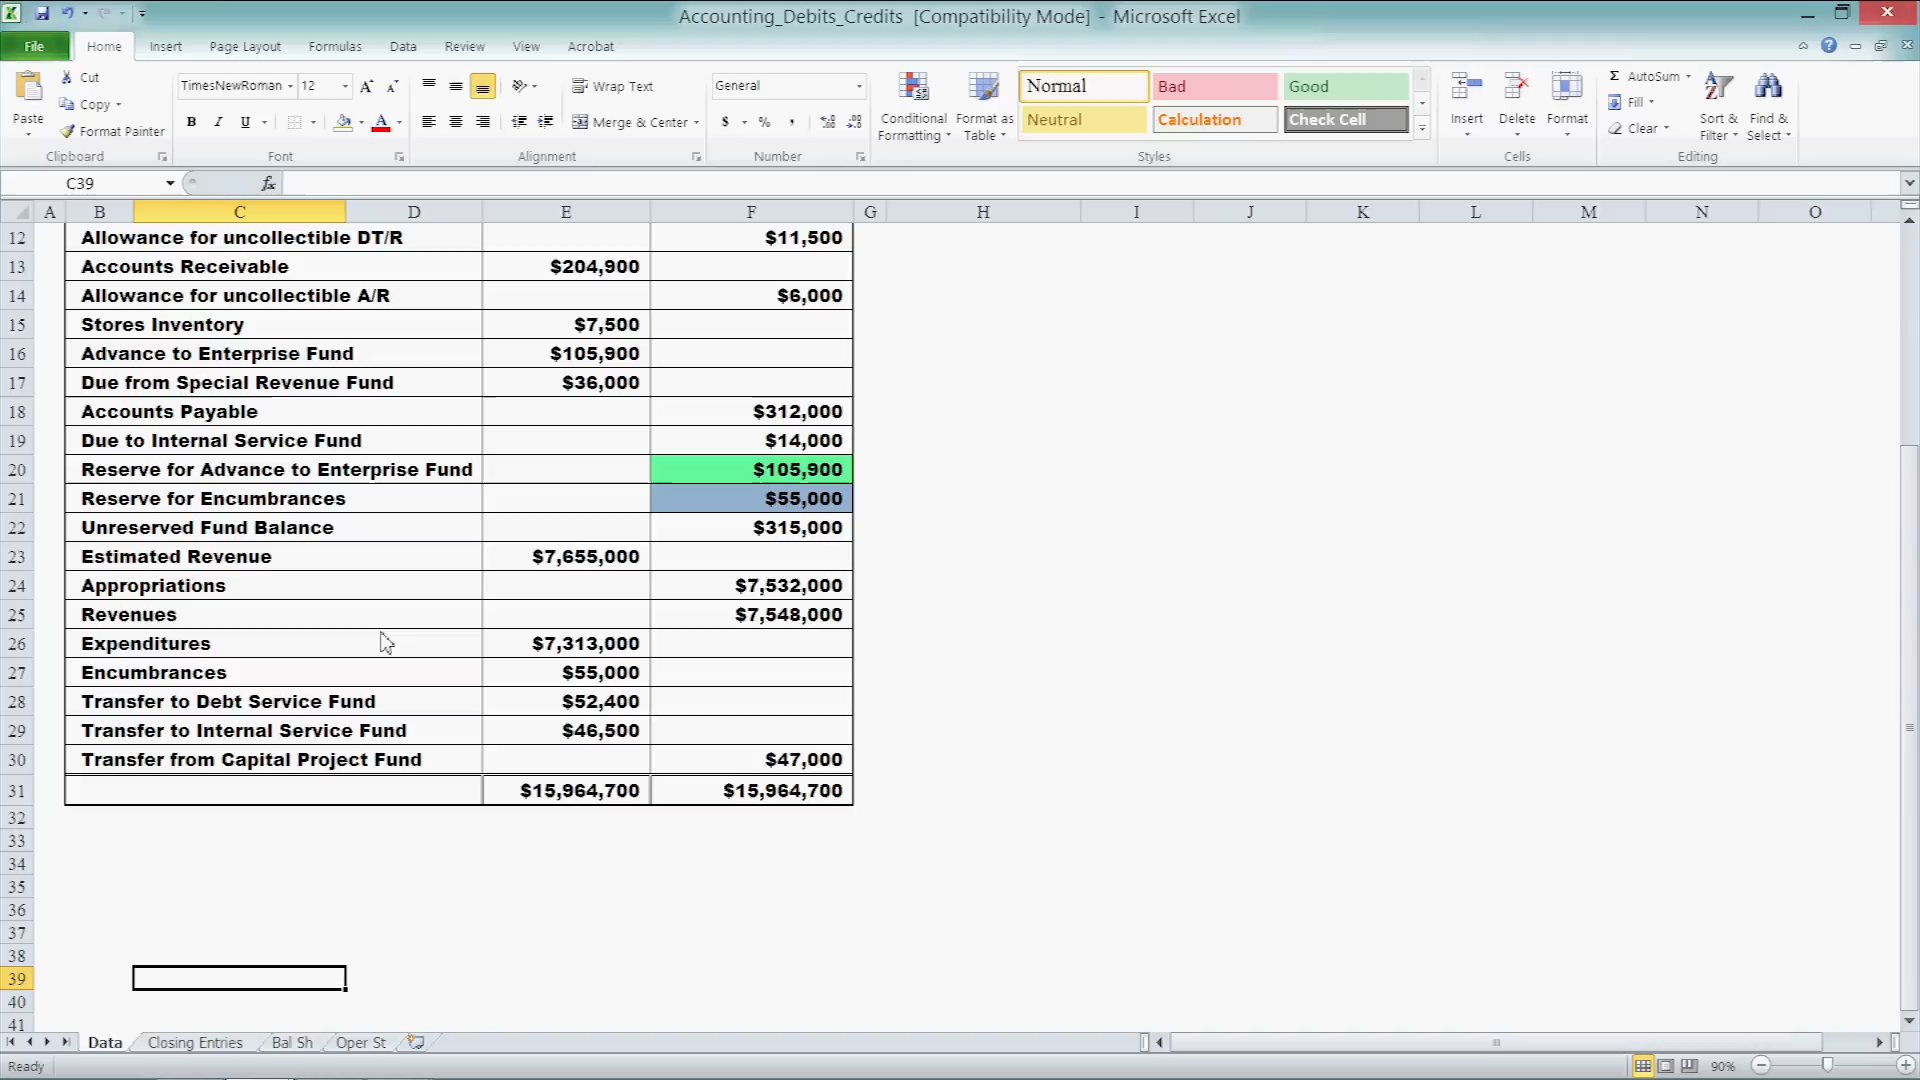 Accounting_Debits_Credits [Compatibility Mode] - Microsoft Excel
File Home Insert Page Layout Formulas Data Review View Acrobat
Cut
Copy
Format Painter
Paste
Clipboard
TimesNewRoman 12
B I U
Font
Wrap Text
Merge & Center
Alignment
General
$ % ,
Number
Conditional Formatting
Format as Table
Normal Bad Good
Neutral Calculation Check Cell
Styles
Insert Delete Format
Cells
AutoSum
Fill
Clear
Sort & Filter
Find & Select
Editing
C39 fx
A B C D E F G H I J K L M N O
12 Allowance for uncollectible DT/R $11,500
13 Accounts Receivable $204,900
14 Allowance for uncollectible A/R $6,000
15 Stores Inventory $7,500
16 Advance to Enterprise Fund $105,900
17 Due from Special Revenue Fund $36,000
18 Accounts Payable $312,000
19 Due to Internal Service Fund $14,000
20 Reserve for Advance to Enterprise Fund $105,900
21 Reserve for Encumbrances $55,000
22 Unreserved Fund Balance $315,000
23 Estimated Revenue $7,655,000
24 Appropriations $7,532,000
25 Revenues $7,548,000
26 Expenditures $7,313,000
27 Encumbrances $55,000
28 Transfer to Debt Service Fund $52,400
29 Transfer to Internal Service Fund $46,500
30 Transfer from Capital Project Fund $47,000
31 $15,964,700 $15,964,700
32
33
34
35
36
37
38
39
40
41
Data Closing Entries Bal Sh Oper St
Ready 90%